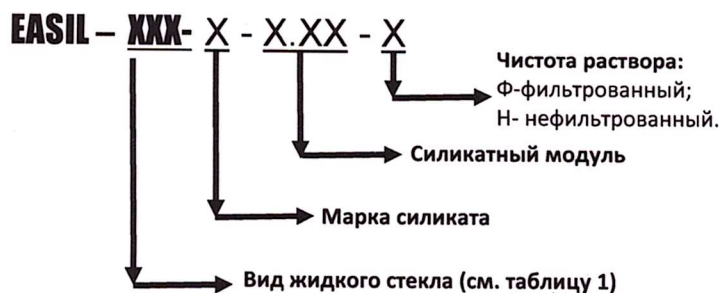 EASIL – XXX- X - X.XX - X
Чистота раствора:
Ф-фильтрованный;
Н- нефильтрованный.
Силикатный модуль
Марка силиката
Вид жидкого стекла (см. таблицу 1)